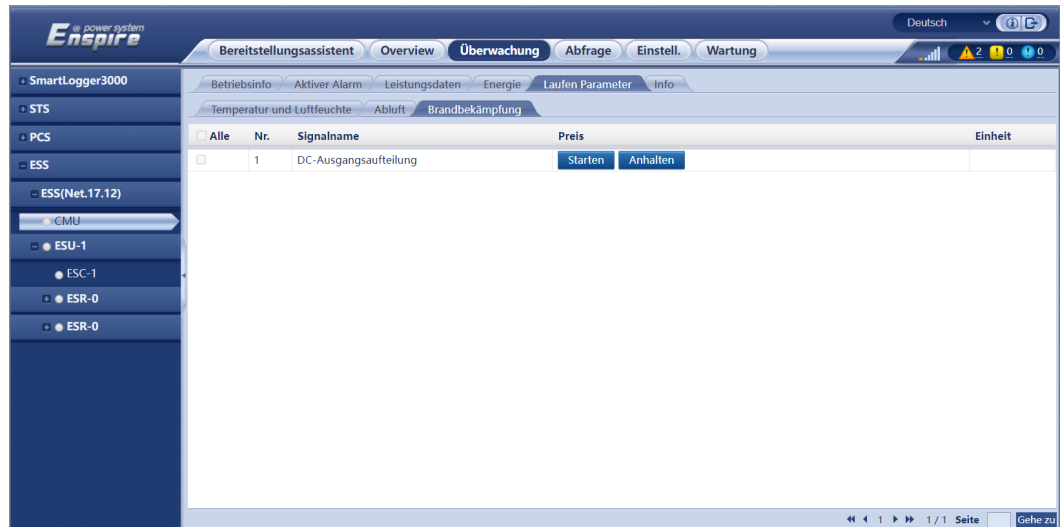 Enspire e power system
Deutsch
Bereitstellungsassistent Overview Überwachung Abfrage Einstell. Wartung
2 0 0
SmartLogger3000
STS
PCS
ESS
ESS(Net.17.12)
CMU
ESU-1
ESC-1
ESR-0
ESR-0
Betriebsinfo Aktiver Alarm Leistungsdaten Energie Laufen Parameter Info
Temperatur und Luftfeuchte Abluft Brandbekämpfung
Alle Nr. Signalname Preis Einheit
1 DC-Ausgangsaufteilung Starten Anhalten
1 1 / 1 Seite Gehe zu